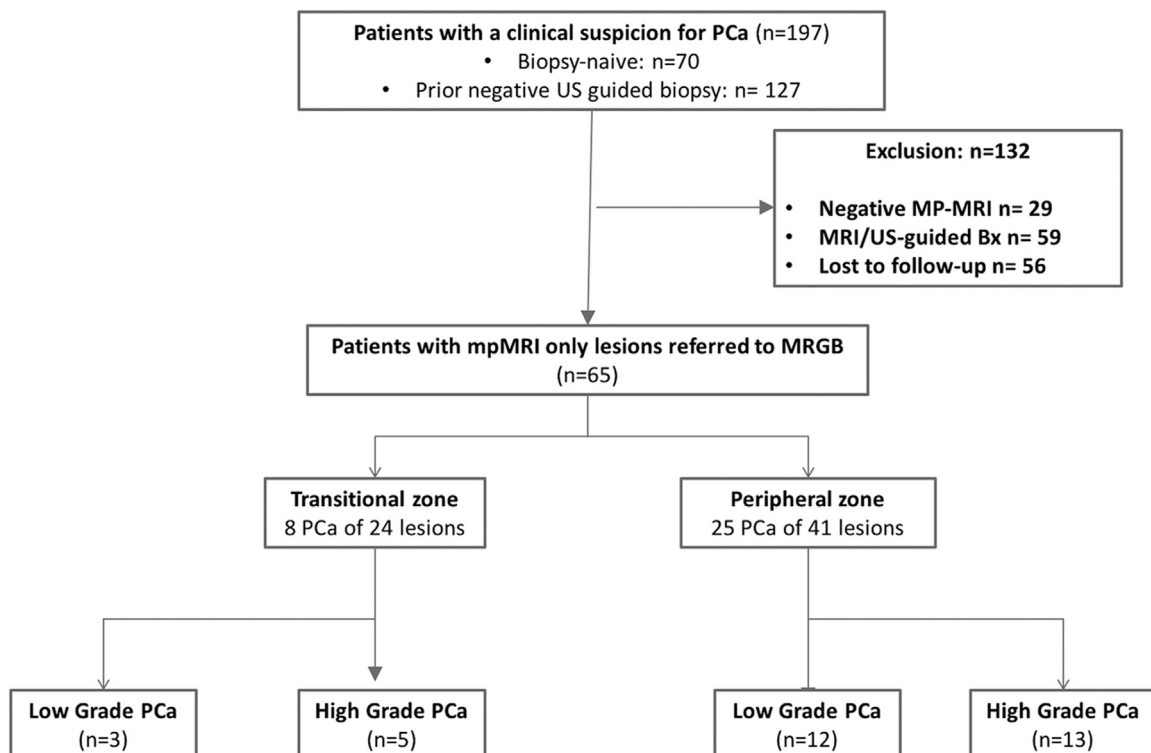 Patients with a clinical suspicion for PCa (n=197)
• Biopsy-naive: n=70
• Prior negative US guided biopsy: n= 127
Exclusion: n=132
• Negative MP-MRI n= 29
• MRI/US-guided Bx n= 59
• Lost to follow-up n= 56
Patients with mpMRI only lesions referred to MRGB
(n=65)
Transitional zone
8 PCa of 24 lesions
Peripheral zone
25 PCa of 41 lesions
Low Grade PCa
(n=3)
High Grade PCa
(n=5)
Low Grade PCa
(n=12)
High Grade PCa
(n=13)